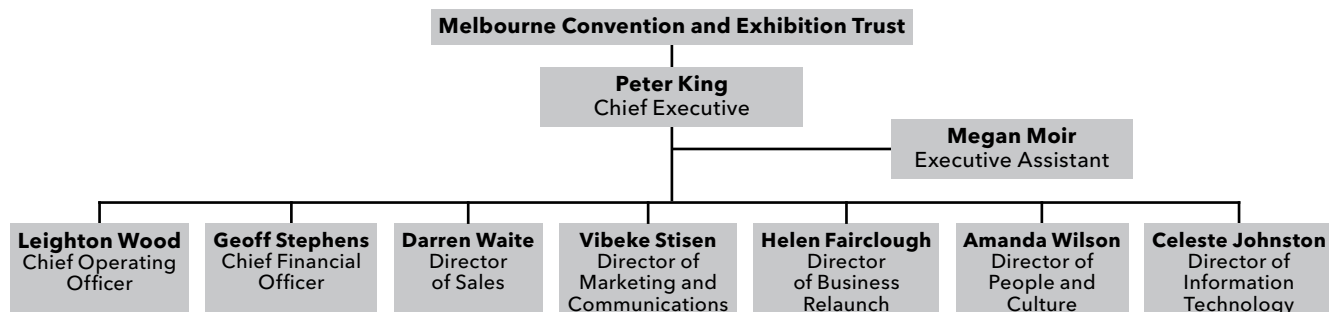 Melbourne Convention and Exhibition Trust
Peter King
Chief Executive
Megan Moir
Executive Assistant
Leighton Wood
Chief Operating
Officer
Geoff Stephens
Chief Financial
Officer
Darren Waite
Director
of Sales
Vibeke Stisen
Director of
Marketing and
Communications
Helen Fairclough
Director
of Business
Relaunch
Amanda Wilson
Director of
People and
Culture
Celeste Johnston
Director of
Information
Technology